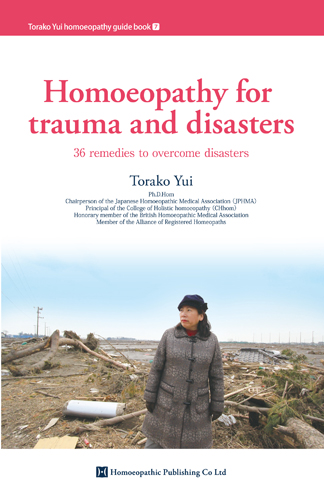 Torako Yui homoeopathy guide book 7
Homoeopathy for
trauma and disasters
36 remedies to overcome disasters
Torako Yui
Ph.D.Hom
Chairperson of the Japanese Homoeopathic Medical Association (JPHMA)
Principal of the College of Holistic homoeopathy (CHhom)
Honorary member of the British Homoeopathic Medical Association
Member of the Alliance of Registered Homeopaths
H Homoeopathic Publishing Co Ltd